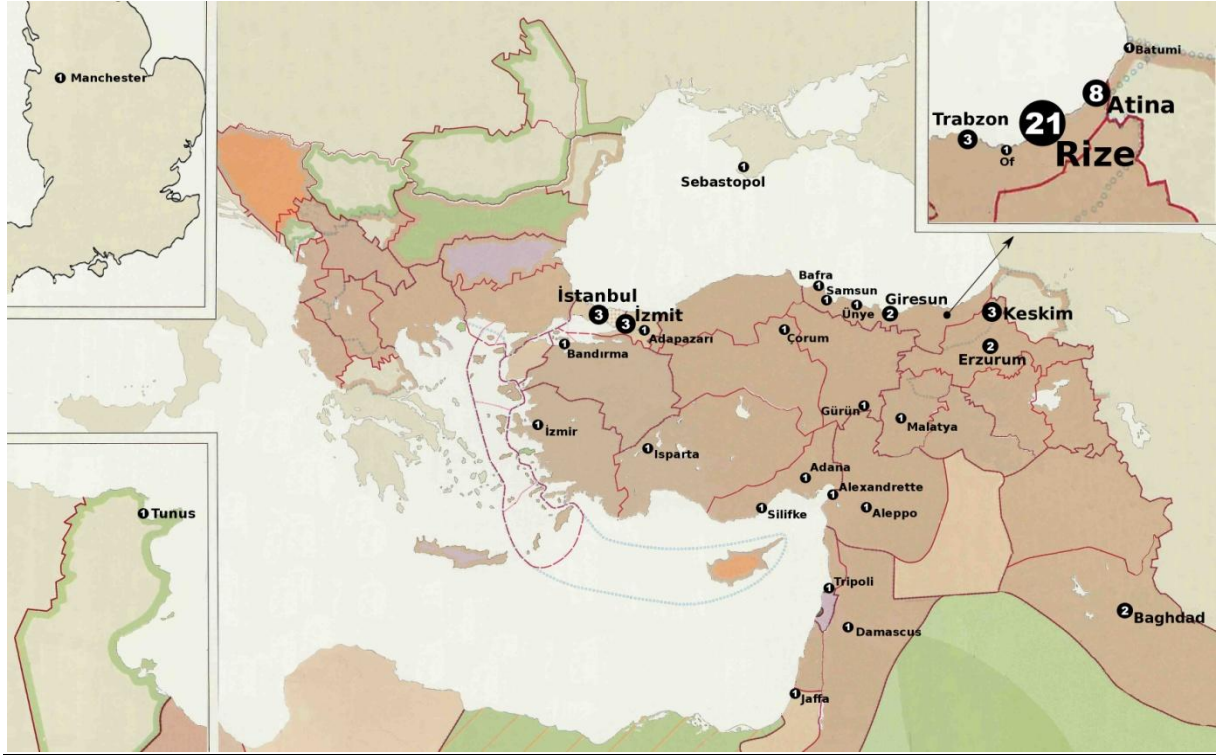 1 Manchester
1 Batumi
8 Atina
Trabzon
3
21
1
Of
Rize
1
Sebastopol
Bafra
1
1 Samsun
1
Ünye
Giresun
2
İstanbul
3
3 İzmit
1 Adapazarı
1
Bandırma
1
Çorum
3 Keskim
2
Erzurum
Gürün
1
1 Malatya
1
İzmir
1
Isparta
Adana
1
Alexandrette
1
1
Silifke
1
Aleppo
1 Tunus
Tripoli
1
1
Damascus
2
Baghdad
1
Jaffa